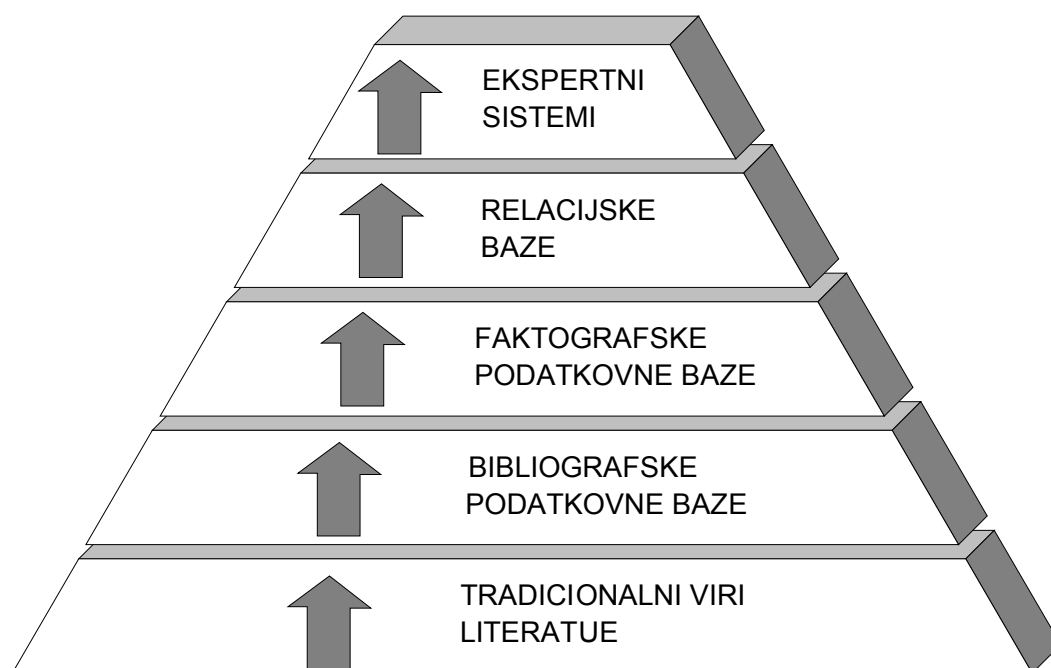 EKSPERTNI
SISTEMI
RELACIJSKE
BAZE
FAKTOGRAFSKE
PODATKOVNE BAZE
BIBLIOGRAFSKE
PODATKOVNE BAZE
TRADICIONALNI VIRI
LITERATUE